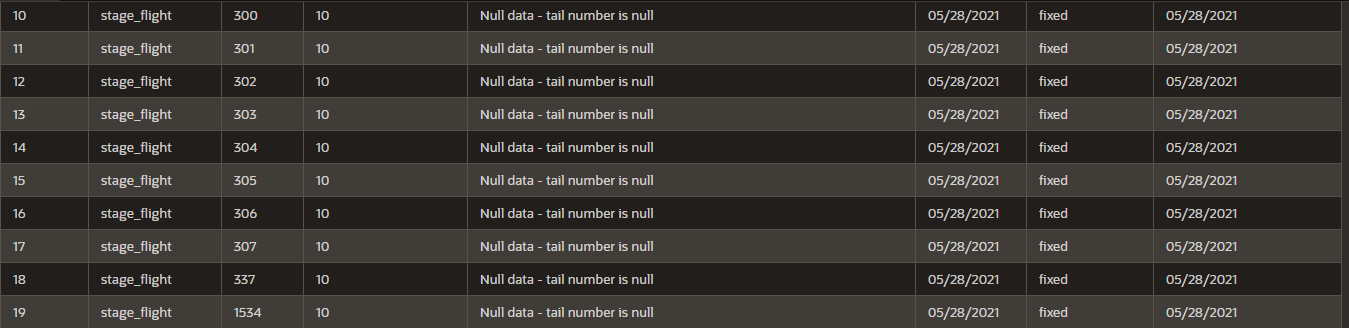 10 stage_flight 300 10 Null data - tail number is null 05/28/2021 fixed 05/28/2021
11 stage_flight 301 10 Null data - tail number is null 05/28/2021 fixed 05/28/2021
12 stage_flight 302 10 Null data - tail number is null 05/28/2021 fixed 05/28/2021
13 stage_flight 303 10 Null data - tail number is null 05/28/2021 fixed 05/28/2021
14 stage_flight 304 10 Null data - tail number is null 05/28/2021 fixed 05/28/2021
15 stage_flight 305 10 Null data - tail number is null 05/28/2021 fixed 05/28/2021
16 stage_flight 306 10 Null data - tail number is null 05/28/2021 fixed 05/28/2021
17 stage_flight 307 10 Null data - tail number is null 05/28/2021 fixed 05/28/2021
18 stage_flight 337 10 Null data - tail number is null 05/28/2021 fixed 05/28/2021
19 stage_flight 1534 10 Null data - tail number is null 05/28/2021 fixed 05/28/2021